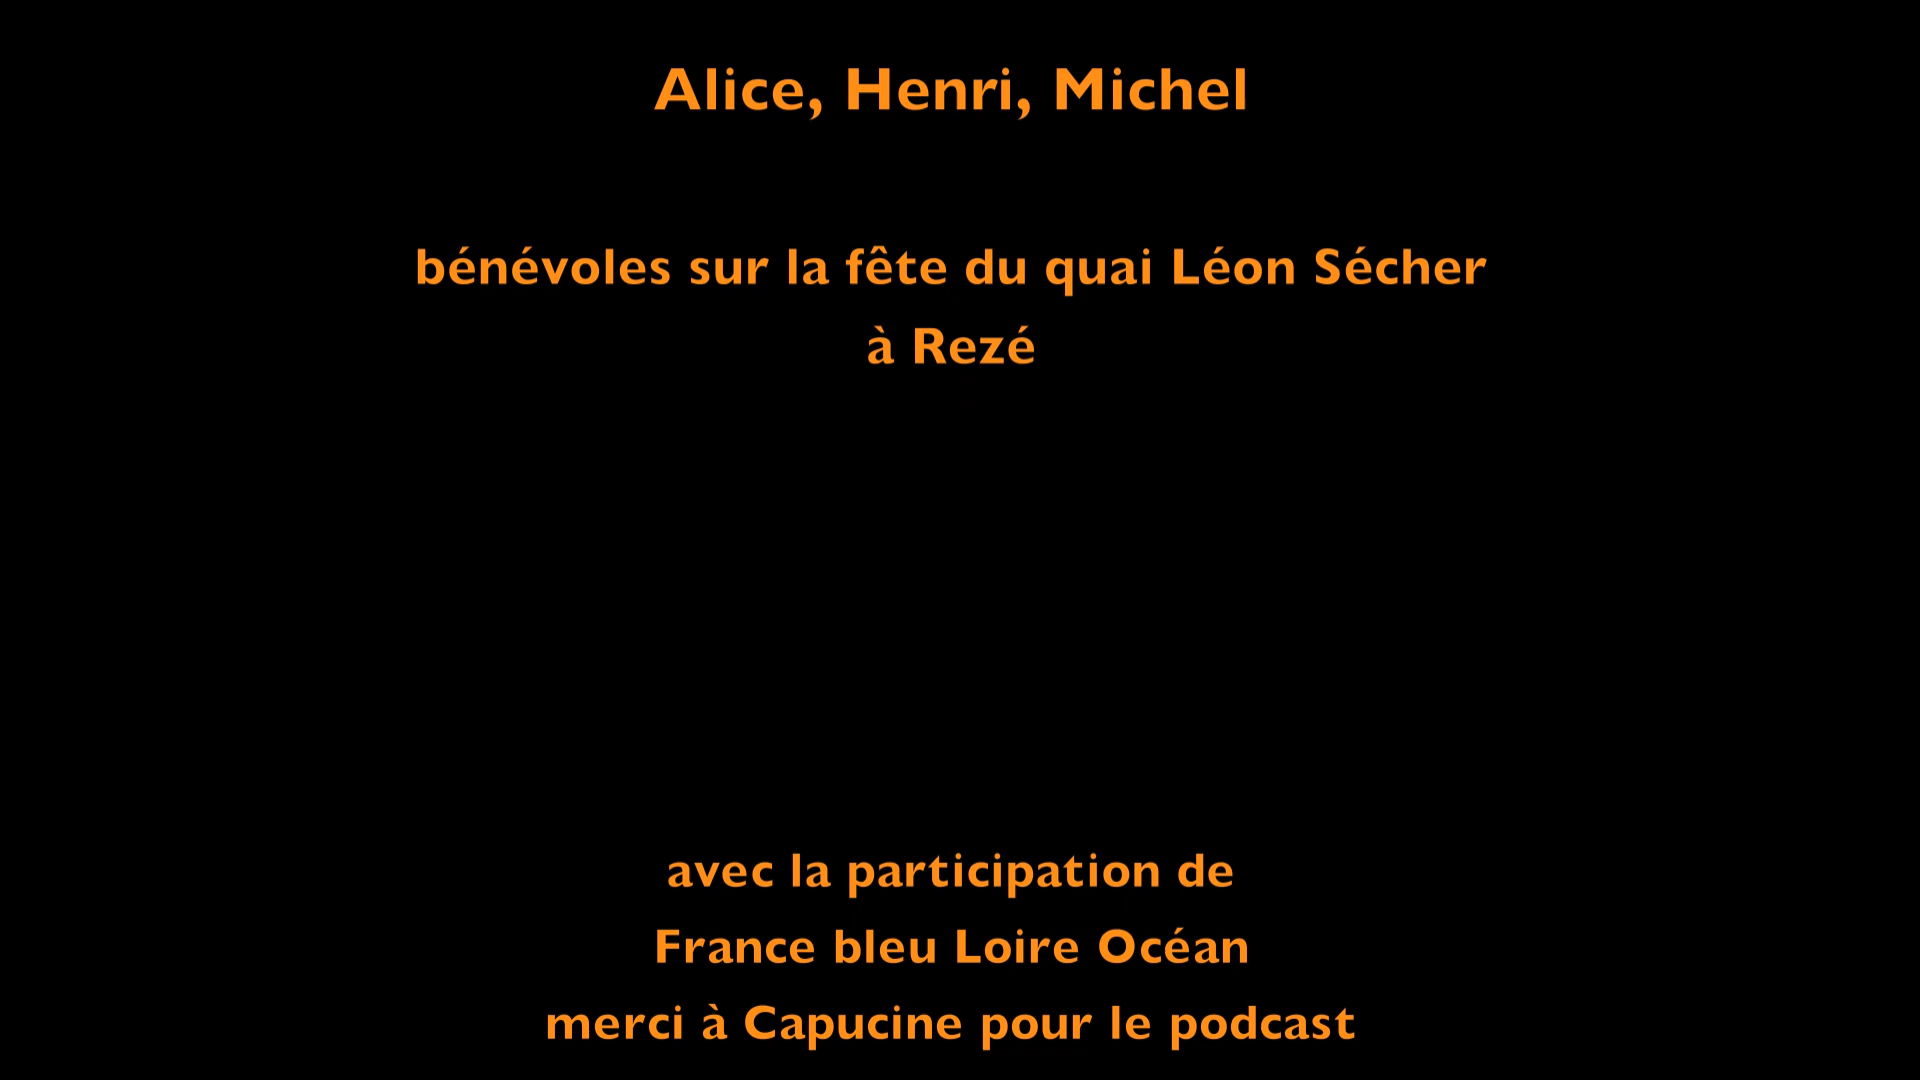 Alice, Henri, Michel
bénévoles sur la fête du quai Léon Sécher
à Rezé
avec la participation de
France bleu Loire Océan
merci à Capucine pour le podcast